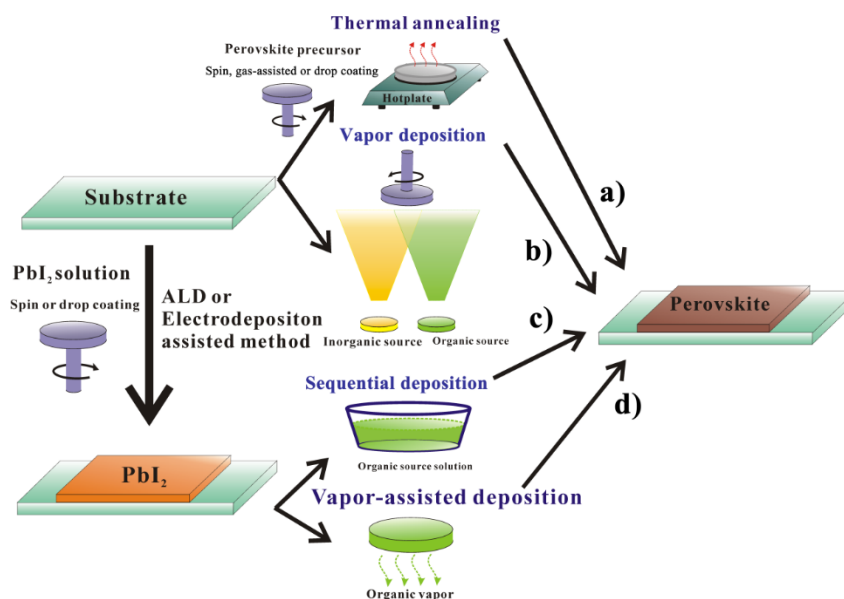 Thermal annealing
Perovskite precursor
Spin, gas-assisted or drop coating
Hotplate
Vapor deposition
a)
Substrate
b)
PbI₂ solution
Spin or drop coating
ALD or
Electrodepositon
assisted method
Perovskite
c)
Inorganic source
Organic source
Sequential deposition
d)
Organic source solution
PbI₂
Vapor-assisted deposition
Organic vapor